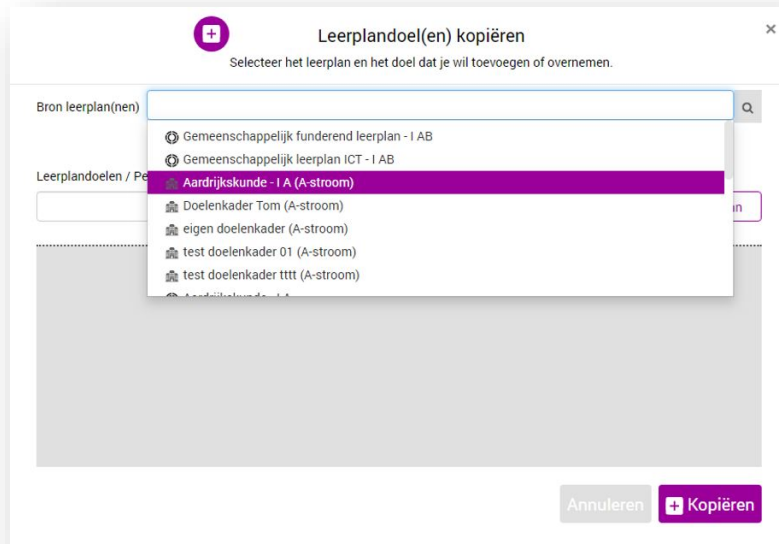 Leerplandoel(en) kopiëren
×
Selecteer het leerplan en het doel dat je wil toevoegen of overnemen.
Bron leerplan(nen)
Gemeenschappelijk funderend leerplan - I AB
Gemeenschappelijk leerplan ICT - I AB
Leerplandoelen / Pe
Aardrijkskunde - I A (A-stroom)
Doelenkader Tom (A-stroom)
eigen doelenkader (A-stroom)
test doelenkader 01 (A-stroom)
test doelenkader tttt (A-stroom)
Annuleren
Kopiëren